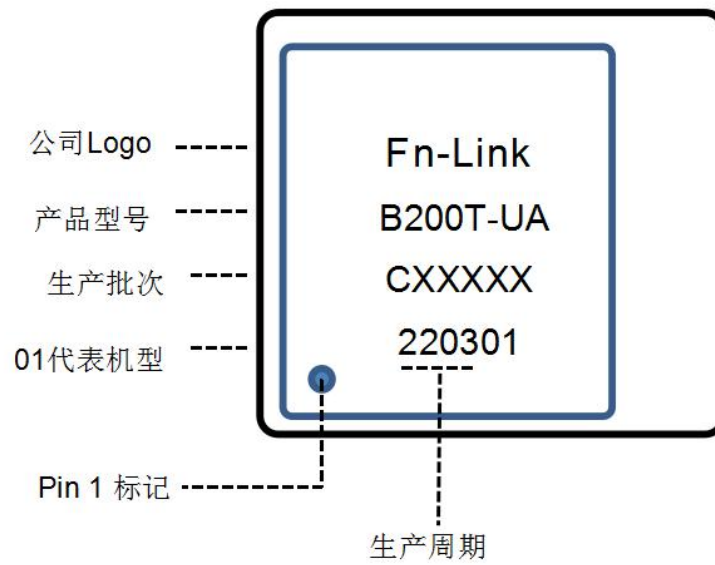 公司Logo
Fn-Link
产品型号
B200T-UA
生产批次
CXXXXX
01代表机型
220301
Pin 1 标记
生产周期